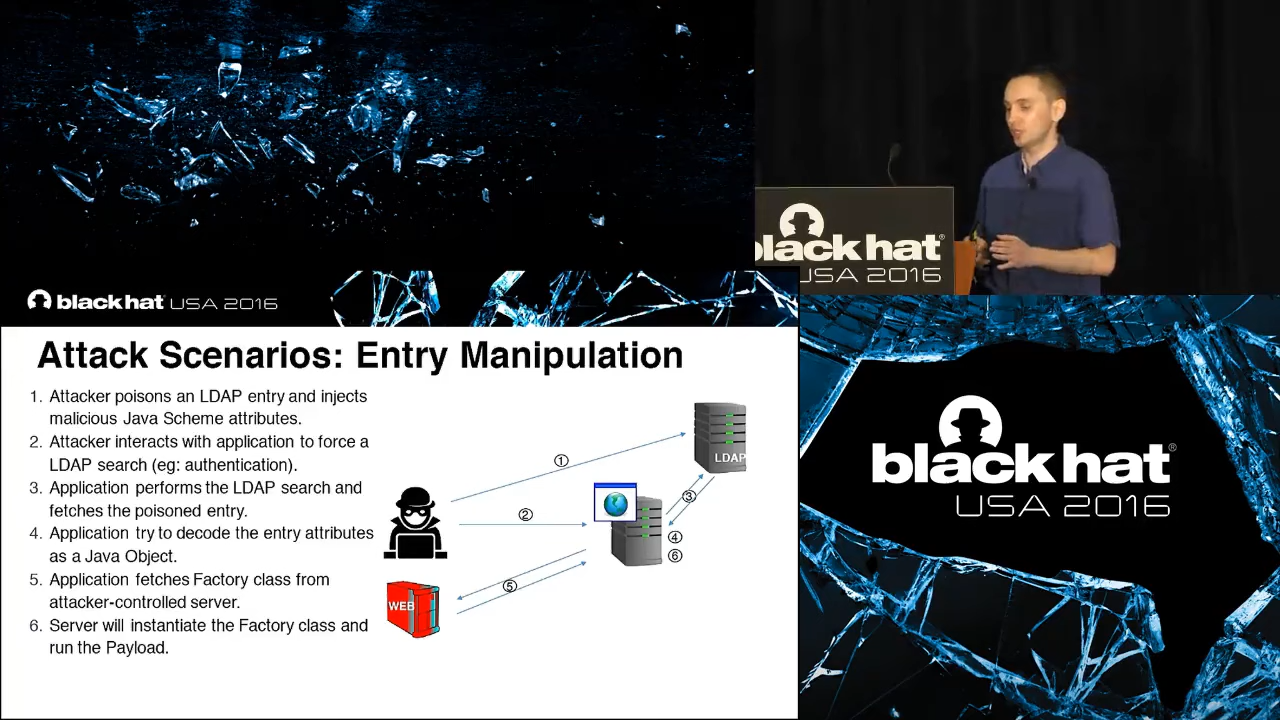 black hat USA 2016
Attack Scenarios: Entry Manipulation
1. Attacker poisons an LDAP entry and injects
malicious Java Scheme attributes.
2. Attacker interacts with application to force a
LDAP search (eg: authentication).
3. Application performs the LDAP search and
fetches the poisoned entry.
4. Application try to decode the entry attributes
as a Java Object.
5. Application fetches Factory class from
attacker-controlled server.
6. Server will instantiate the Factory class and
run the Payload.
①
②
③
④
⑤
⑥
LDAP
WEB
black hat®
USA 2016
black hat®
USA 2016